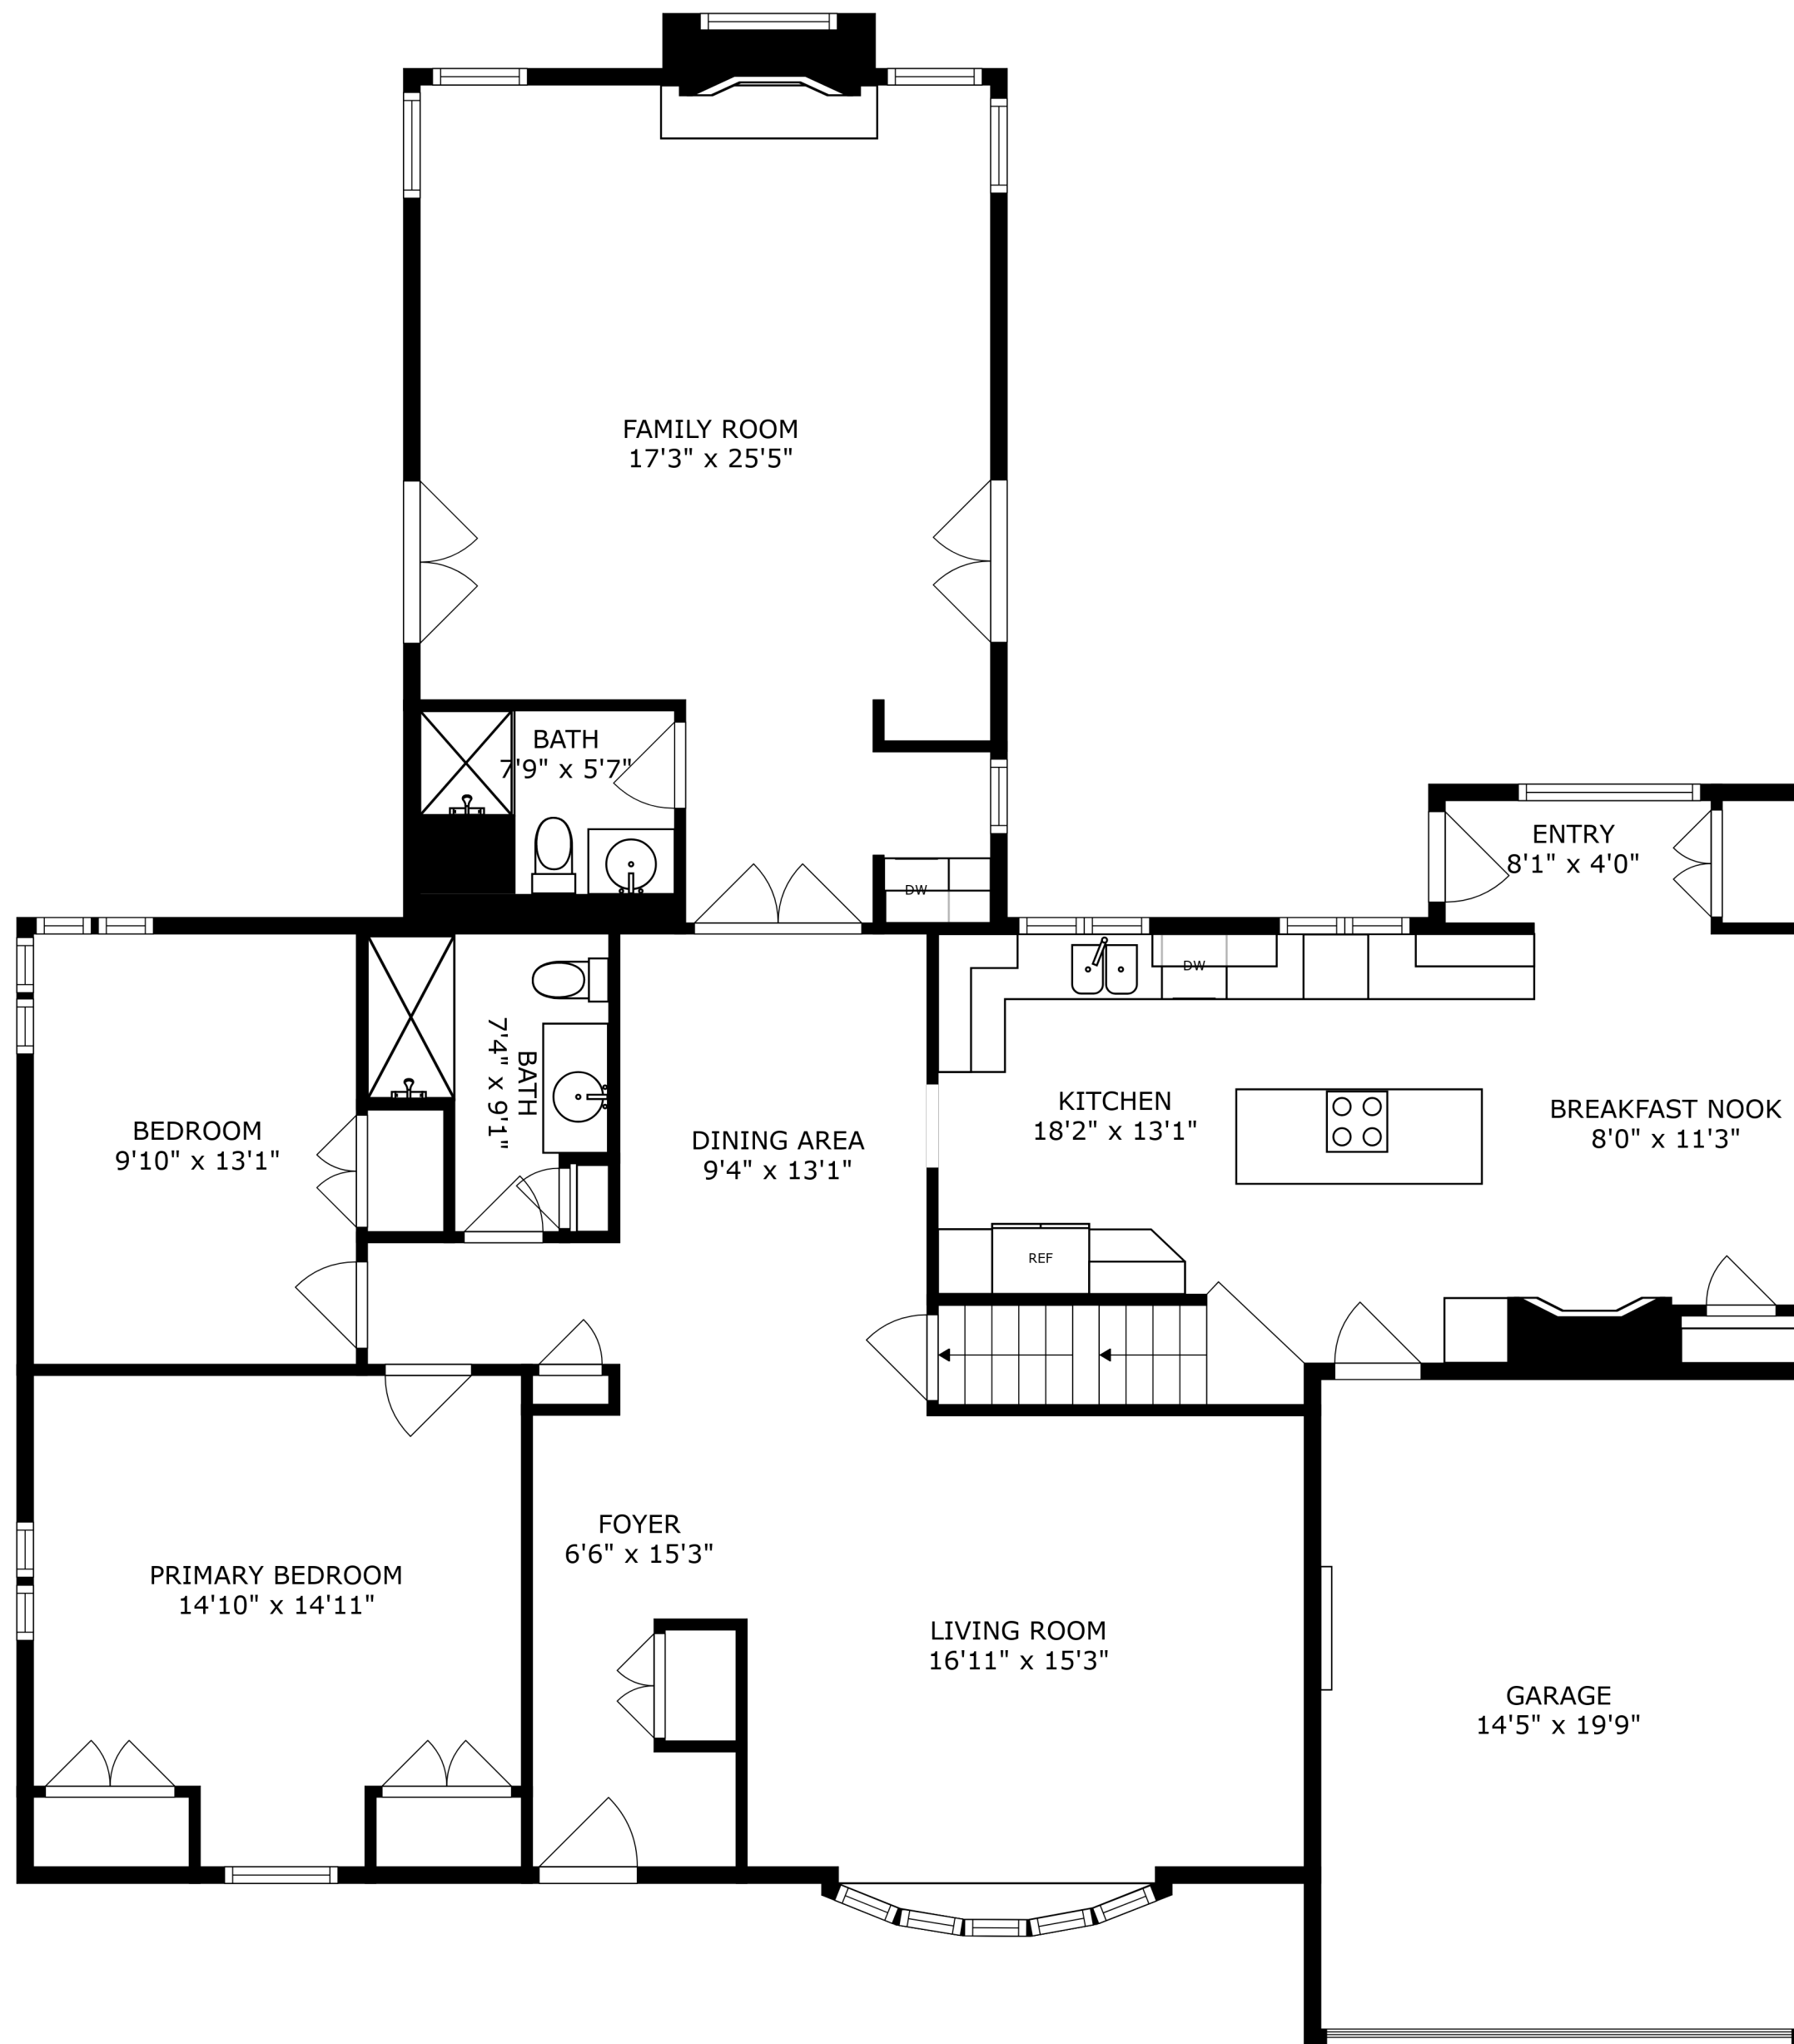 FAMILY ROOM
17'3" x 25'5"
BATH
7'9" x 5'7"
ENTRY
8'1" x 4'0"
DW
DW
BATH
7'4" x 9'1"
KITCHEN
18'2" x 13'1"
BREAKFAST NOOK
8'0" x 11'3"
BEDROOM
9'10" x 13'1"
DINING AREA
9'4" x 13'1"
REF
FOYER
6'6" x 15'3"
PRIMARY BEDROOM
14'10" x 14'11"
LIVING ROOM
16'11" x 15'3"
GARAGE
14'5" x 19'9"